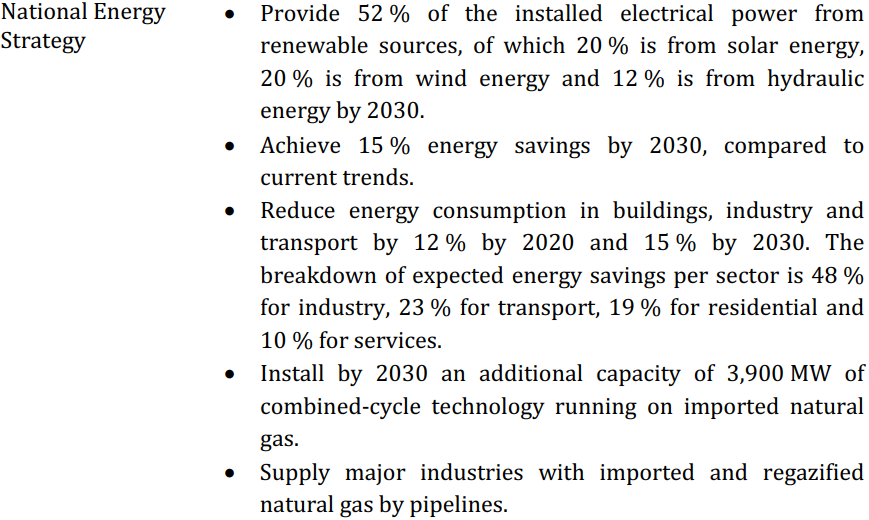 National Energy
Strategy
• Provide 52 % of the installed electrical power from
renewable sources, of which 20 % is from solar energy,
20 % is from wind energy and 12 % is from hydraulic
energy by 2030.
• Achieve 15 % energy savings by 2030, compared to
current trends.
• Reduce energy consumption in buildings, industry and
transport by 12 % by 2020 and 15 % by 2030. The
breakdown of expected energy savings per sector is 48 %
for industry, 23 % for transport, 19 % for residential and
10 % for services.
• Install by 2030 an additional capacity of 3,900 MW of
combined-cycle technology running on imported natural
gas.
• Supply major industries with imported and regazified
natural gas by pipelines.